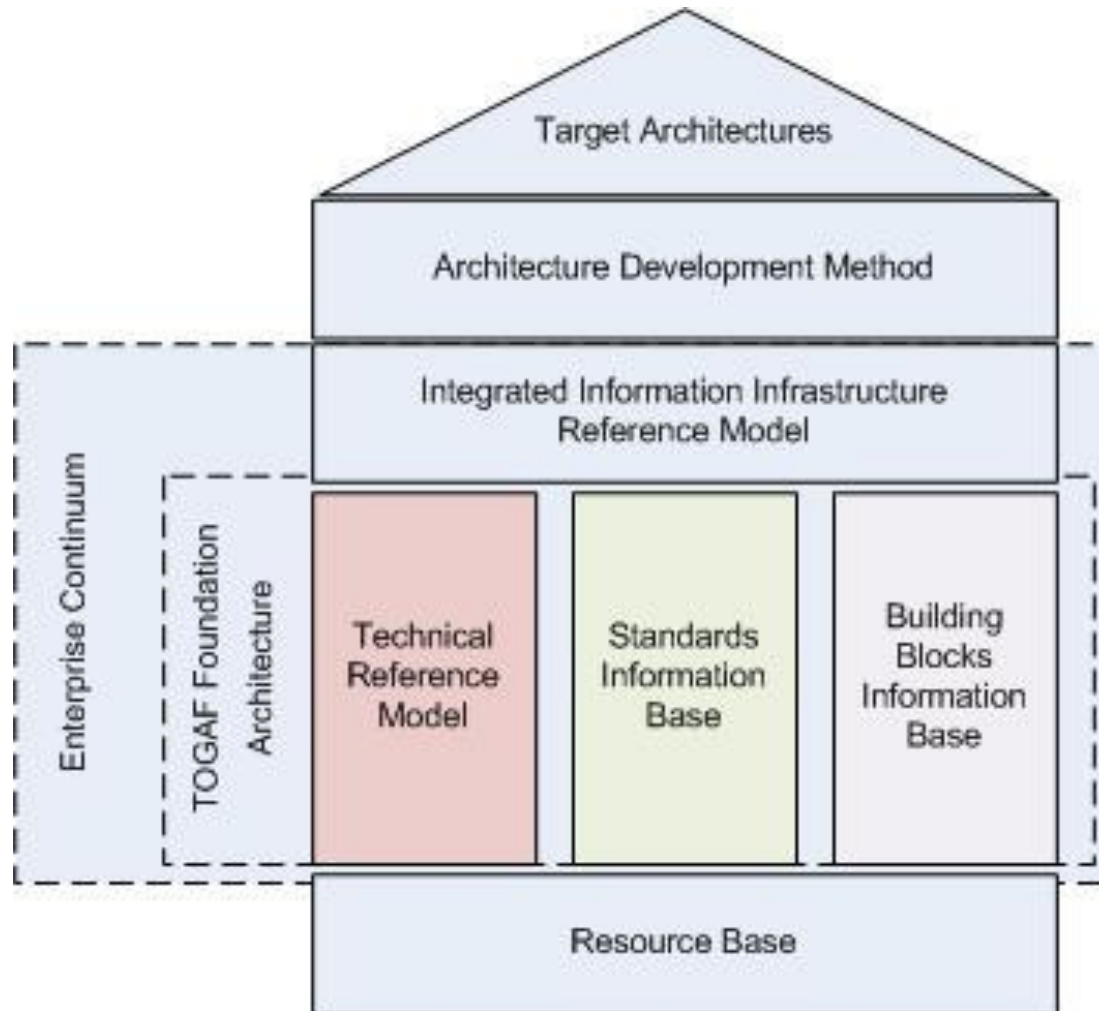 Target Architectures
Architecture Development Method
Integrated Information Infrastructure
Reference Model
Enterprise Continuum
TOGAF Foundation
Architecture
Technical
Reference
Model
Standards
Information
Base
Building
Blocks
Information
Base
Resource Base